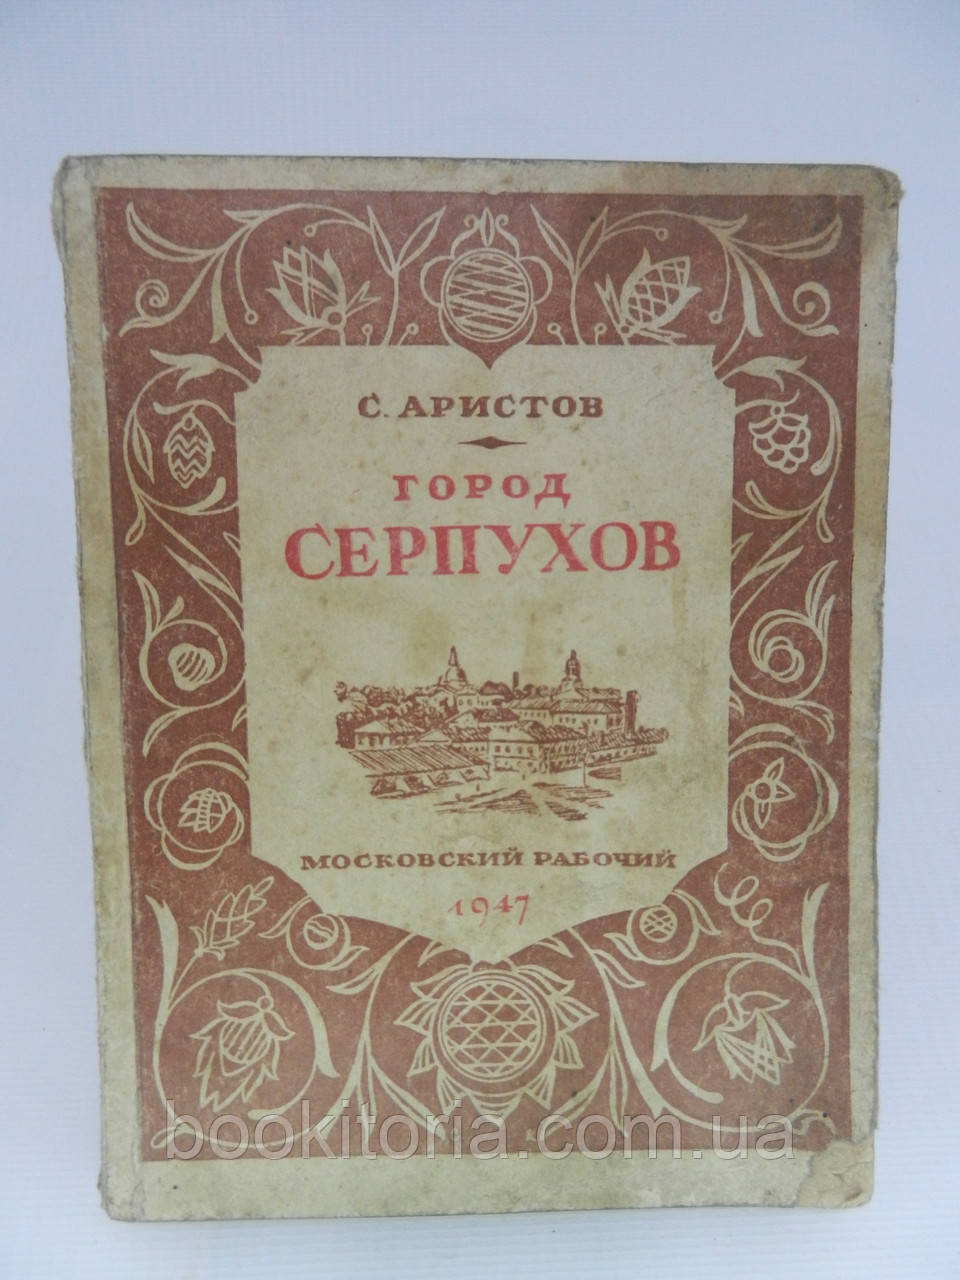 С. АРИСТОВ
ГОРОД
СЕРПУХОВ
МОСКОВСКИЙ РАБОЧИЙ
1947
bookitoria.com.ua